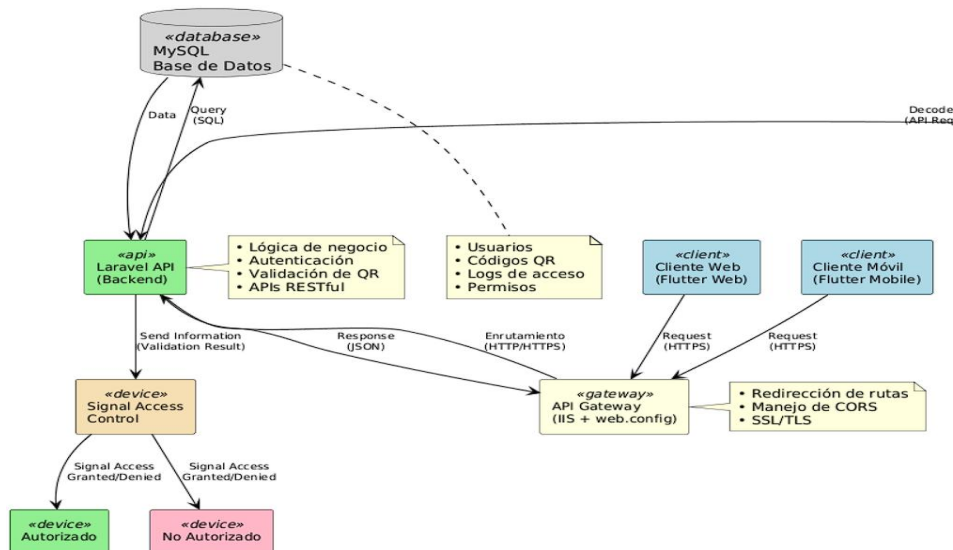 «database»
MySQL
Base de Datos
Data
Query
(SQL)
Decode
(API Req
«api»
Laravel API
(Backend)
• Lógica de negocio
• Autenticación
• Validación de QR
• APIs RESTful
• Usuarios
• Códigos QR
• Logs de acceso
• Permisos
«client»
Cliente Web
(Flutter Web)
«client»
Cliente Móvil
(Flutter Mobile)
Send Information
(Validation Result)
Response
(JSON)
Enrutamiento
(HTTP/HTTPS)
Request
(HTTPS)
Request
(HTTPS)
«device»
Signal Access
Control
«gateway»
API Gateway
(IIS + web.config)
• Redirección de rutas
• Manejo de CORS
• SSL/TLS
Signal Access
Granted/Denied
Signal Access
Granted/Denied
«device»
Autorizado
«device»
No Autorizado